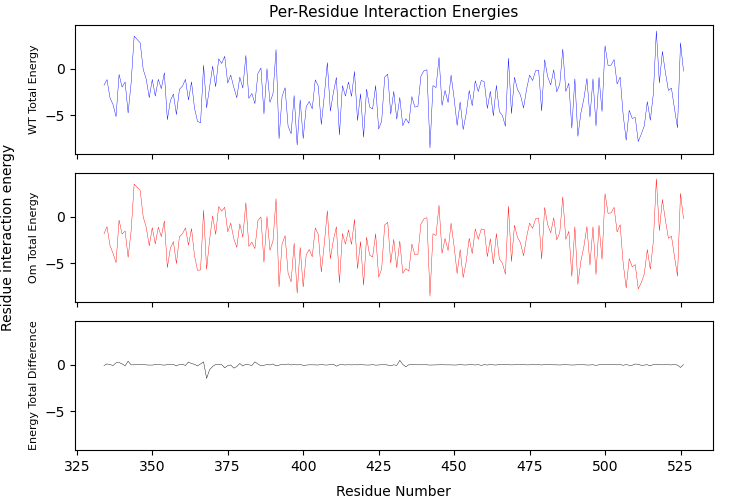 Per-Residue Interaction Energies
Residue interaction energy
WT Total Energy
0
−5
Om Total Energy
0
−5
Energy Total Difference
0
−5
325 350 375 400 425 450 475 500 525
Residue Number